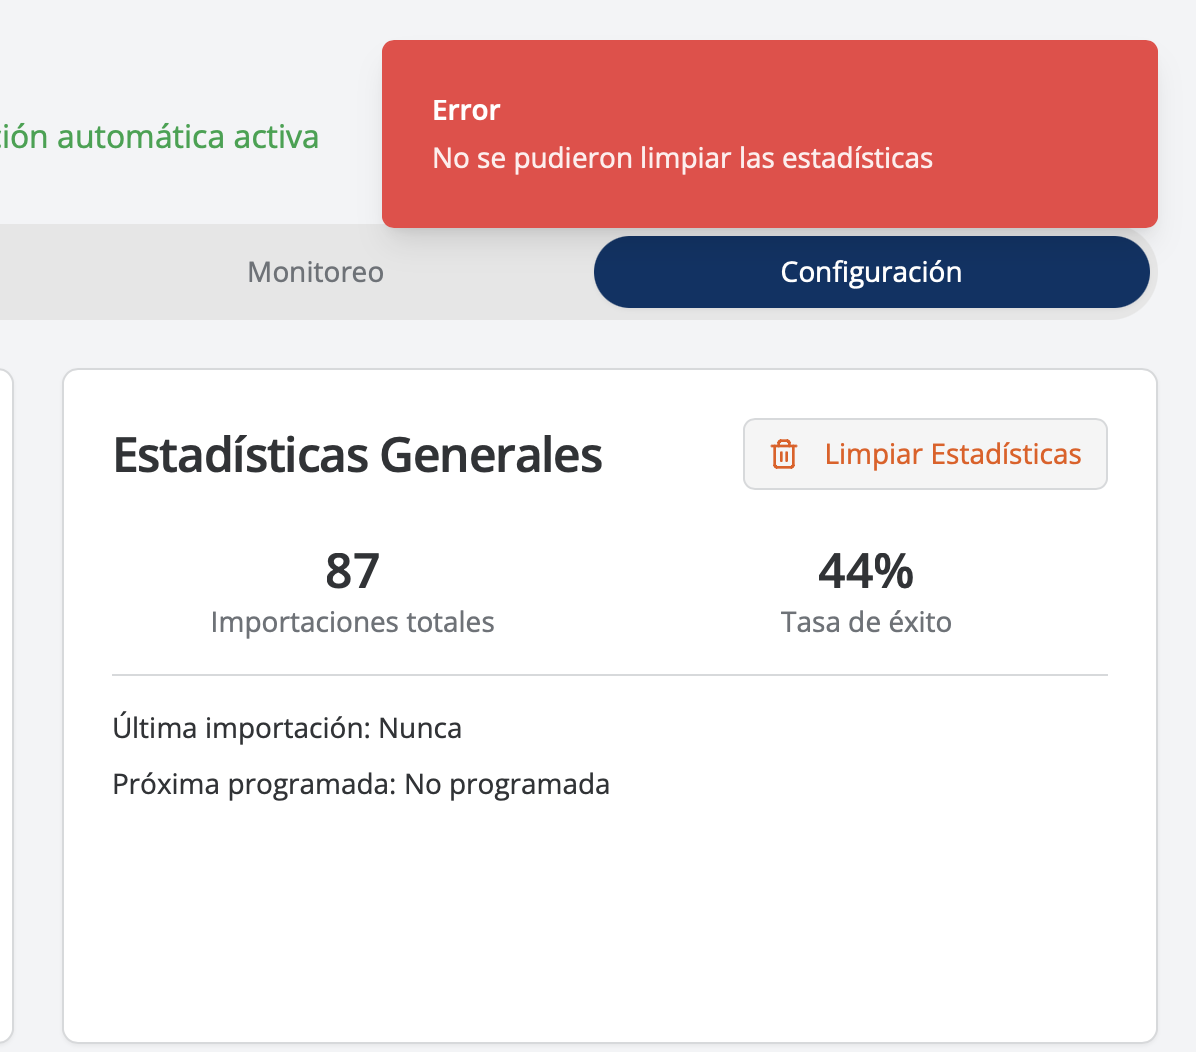 Error
No se pudieron limpiar las estadísticas
automática activa
Monitoreo
Configuración
Estadísticas Generales
Limpiar Estadísticas
87
44%
Importaciones totales
Tasa de éxito
Última importación: Nunca
Próxima programada: No programada